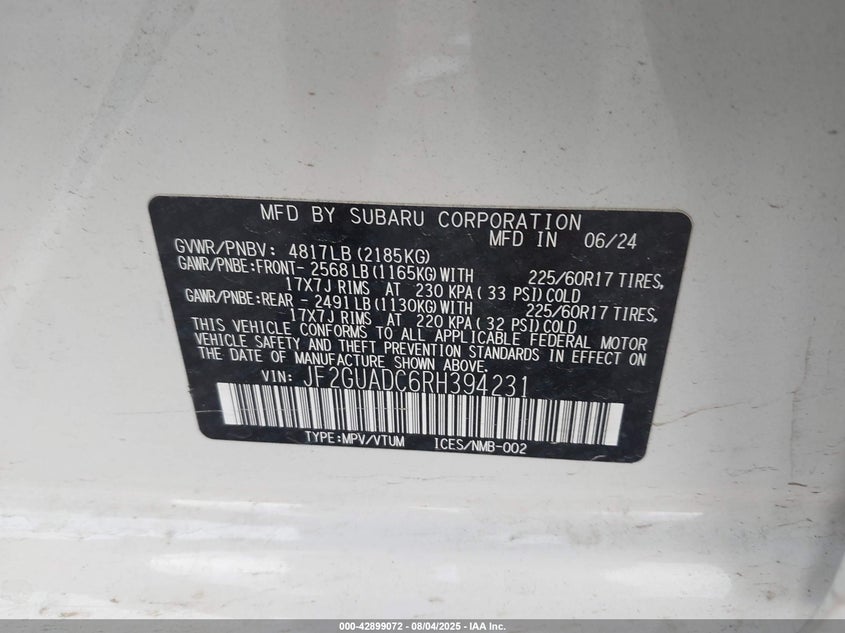 MFD BY SUBARU CORPORATION
MFD IN 06/24
GVWR/PNBV: 4817LB (2185KG)
GAWR/PNBE:FRONT- 2568 LB (1165KG) WITH 225/60R17 TIRES,
17X7J RIMS AT 230 KPA ( 33 PSI) COLD
GAWR/PNBE:REAR - 2491 LB (1130KG) WITH 225/60R17 TIRES,
17X7J RIMS AT 220 KPA ( 32 PSI) COLD
THIS VEHICLE CONFORMS TO ALL APPLICABLE FEDERAL MOTOR
VEHICLE SAFETY AND THEFT PREVENTION STANDARDS IN EFFECT ON
THE DATE OF MANUFACTURE SHOWN ABOVE.
VIN: JF2GUADC6RH394231
TYPE:MPV/VTUM ICES/NMB-002
000-42899072 - 08/04/2025 - IAA Inc.